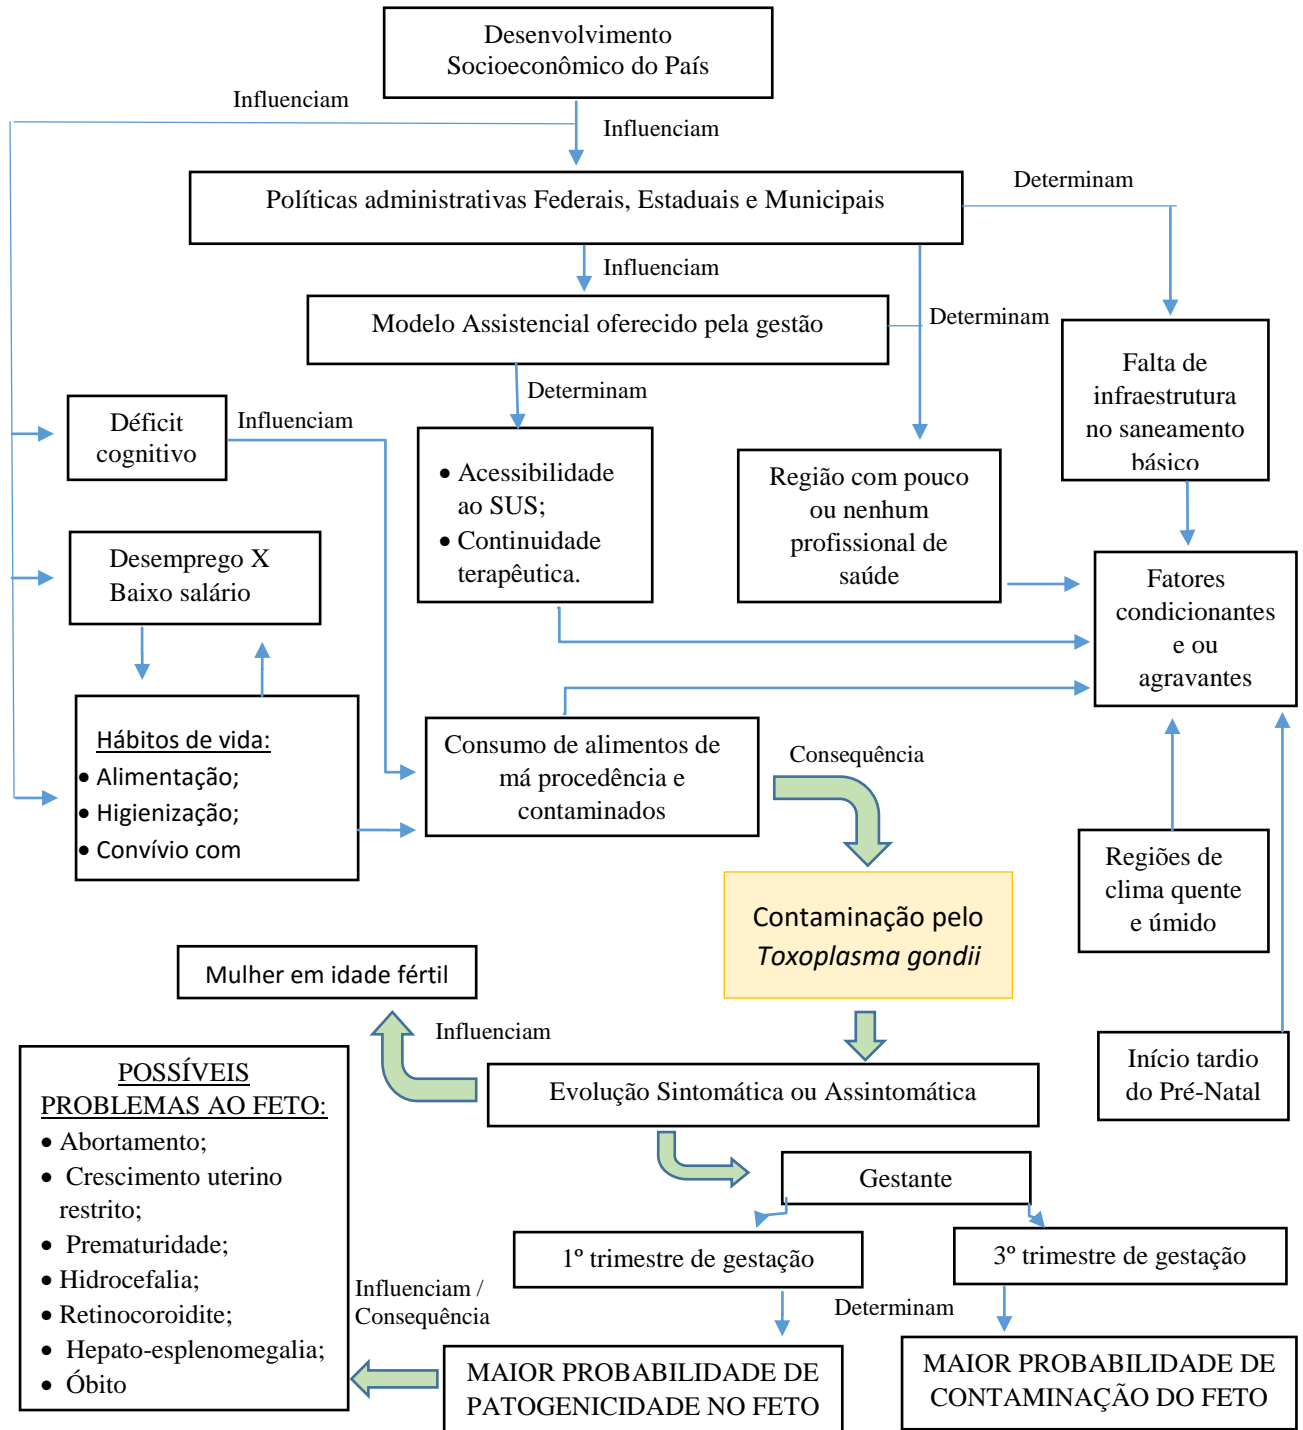 Desenvolvimento
Socioeconômico do País
Influenciam
Influenciam
Políticas administrativas Federais, Estaduais e Municipais
Determinam
Influenciam
Modelo Assistencial oferecido pela gestão
Determinam
Falta de
infraestrutura
no saneamento
básico
Determinam
Déficit
cognitivo
Influenciam
• Acessibilidade
ao SUS;
• Continuidade
terapêutica.
Região com pouco
ou nenhum
profissional de
saúde
Desemprego X
Baixo salário
Fatores
condicionantes
e ou
agravantes
Hábitos de vida:
• Alimentação;
• Higienização;
• Convívio com
Consumo de alimentos de
má procedência e
contaminados
Consequência
Regiões de
clima quente
e úmido
Contaminação pelo
Toxoplasma gondii
Mulher em idade fértil
Influenciam
Início tardio
do Pré-Natal
Evolução Sintomática ou Assintomática
POSSÍVEIS
PROBLEMAS AO FETO:
• Abortamento;
• Crescimento uterino
restrito;
• Prematuridade;
• Hidrocefalia;
• Retinocoroidite;
• Hepato-esplenomegalia;
• Óbito
Gestante
1º trimestre de gestação
3º trimestre de gestação
Influenciam /
Consequência
Determinam
MAIOR PROBABILIDADE DE
PATOGENICIDADE NO FETO
MAIOR PROBABILIDADE DE
CONTAMINAÇÃO DO FETO